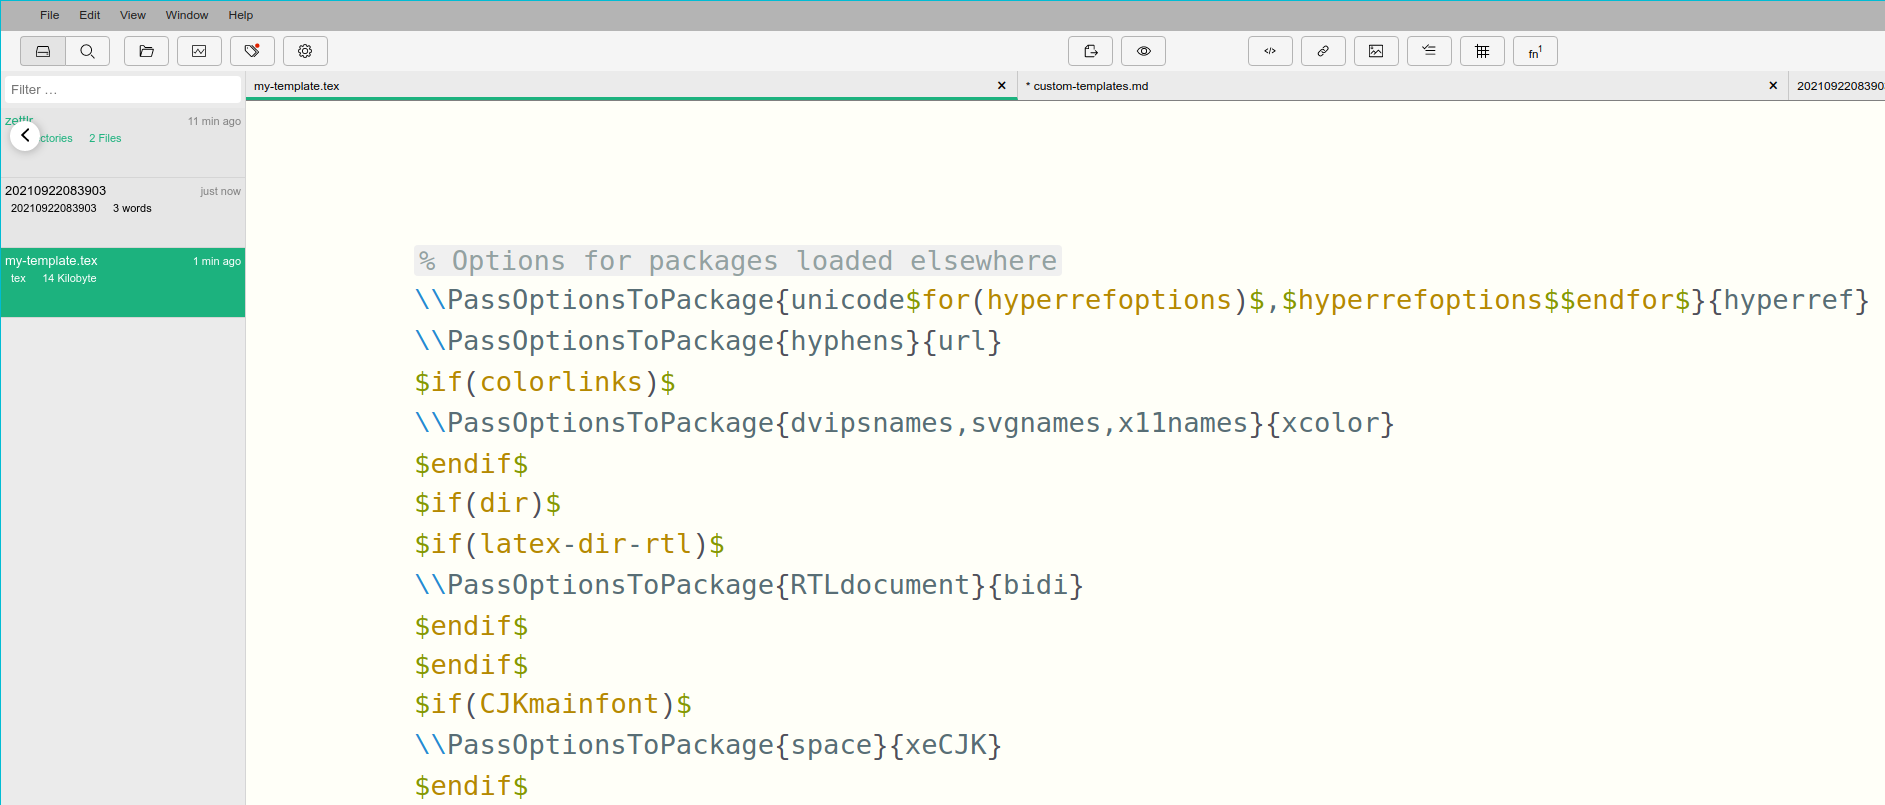 File Edit View Window Help
fn1
Filter …
my-template.tex
* custom-templates.md
2021092208390
zettlr 11 min ago
ctories 2 Files
20210922083903 just now
20210922083903 3 words
my-template.tex 1 min ago
tex 14 Kilobyte
% Options for packages loaded elsewhere
\\PassOptionsToPackage{unicode$for(hyperrefoptions)$,$hyperrefoptions$$endfor$}{hyperref}
\\PassOptionsToPackage{hyphens}{url}
$if(colorlinks)$
\\PassOptionsToPackage{dvipsnames,svgnames,x11names}{xcolor}
$endif$
$if(dir)$
$if(latex-dir-rtl)$
\\PassOptionsToPackage{RTLdocument}{bidi}
$endif$
$endif$
$if(CJKmainfont)$
\\PassOptionsToPackage{space}{xeCJK}
$endif$